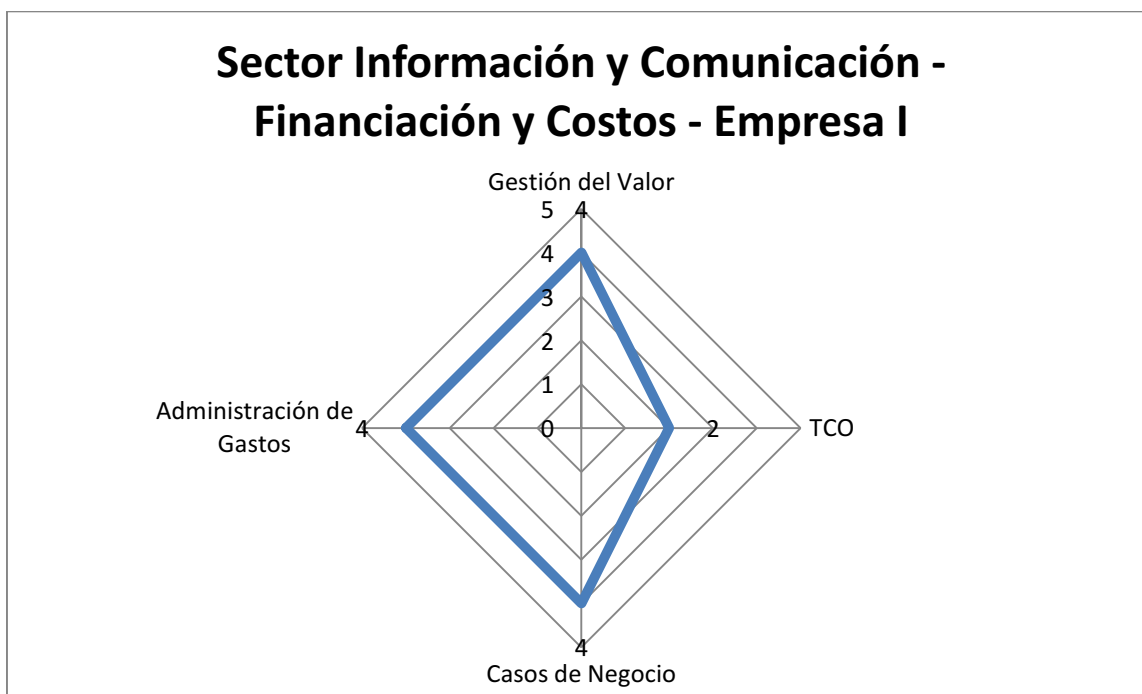 Sector Información y Comunicación -
Financiación y Costos - Empresa I
Gestión del Valor
5 4
4
3
2
1
Administración de
Gastos
4 0 2 TCO
4
Casos de Negocio